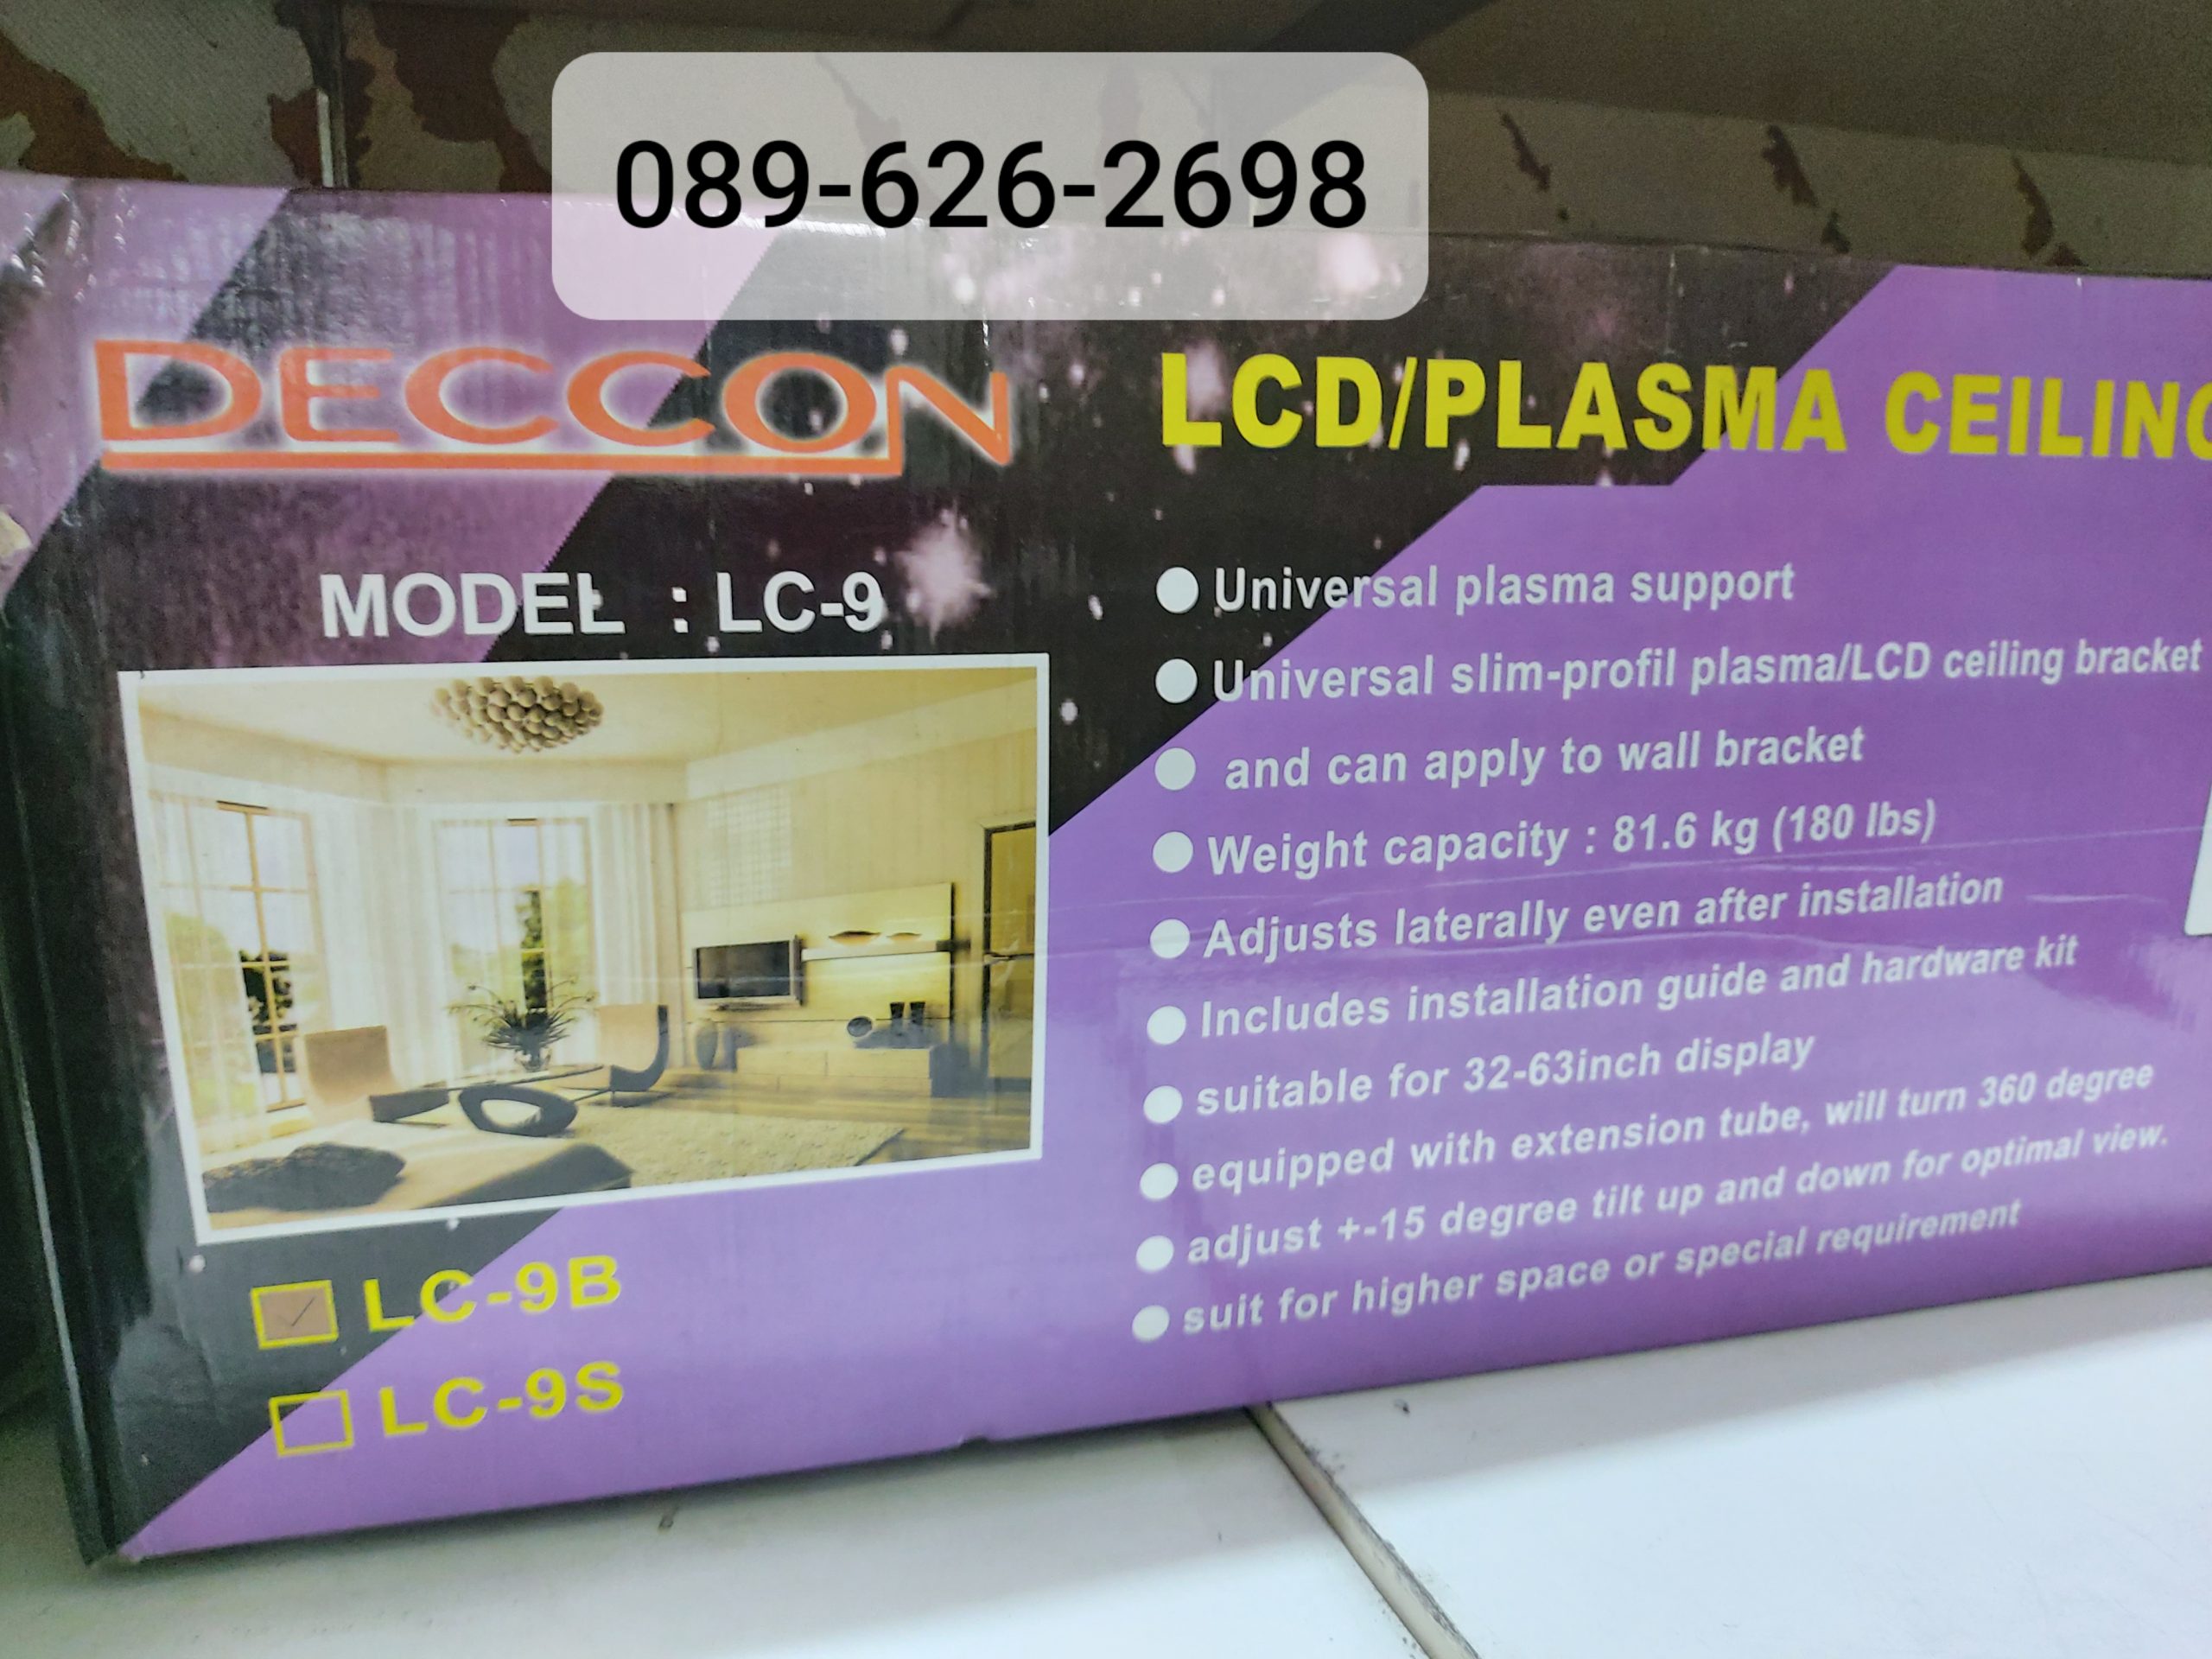 089-626-2698
DECCON
LCD/PLASMA CEILING
MODEL : LC-9
Universal plasma support
Universal slim-profil plasma/LCD ceiling bracket
and can apply to wall bracket
Weight capacity : 81.6 kg (180 lbs)
Adjusts laterally even after installation
Includes installation guide and hardware kit
suitable for 32-63inch display
equipped with extension tube, will turn 360 degree
adjust +-15 degree tilt up and down for optimal view.
suit for higher space or special requirement
LC-9B
LC-9S